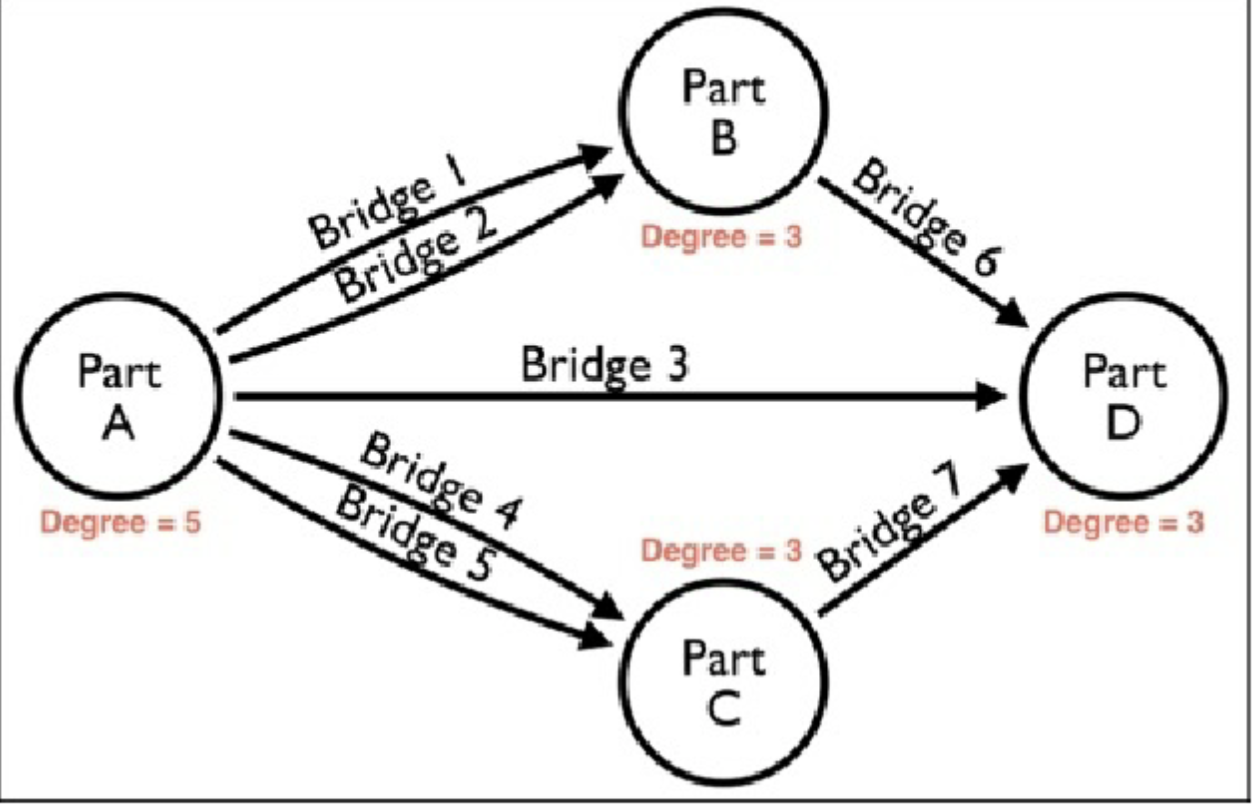 Part
B
Bridge 1
Bridge 2
Bridge 6
Degree = 3
Part
A
Bridge 3
Part
D
Degree = 5
Bridge 4
Bridge 5
Bridge 7
Degree = 3
Degree = 3
Part
C